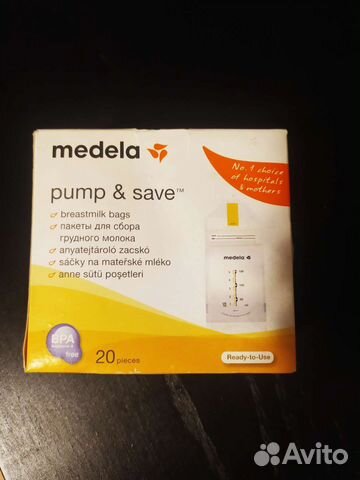 medela
No. 1 choice
of hospitals
& mothers
pump & save™
breastmilk bags
пакеты для сбора
грудного молока
anyatejtároló zacskó
sáčky na mateřské mléko
anne sütü poşetleri
medela
BPA
free
20 pieces
Ready-to-Use
Avito